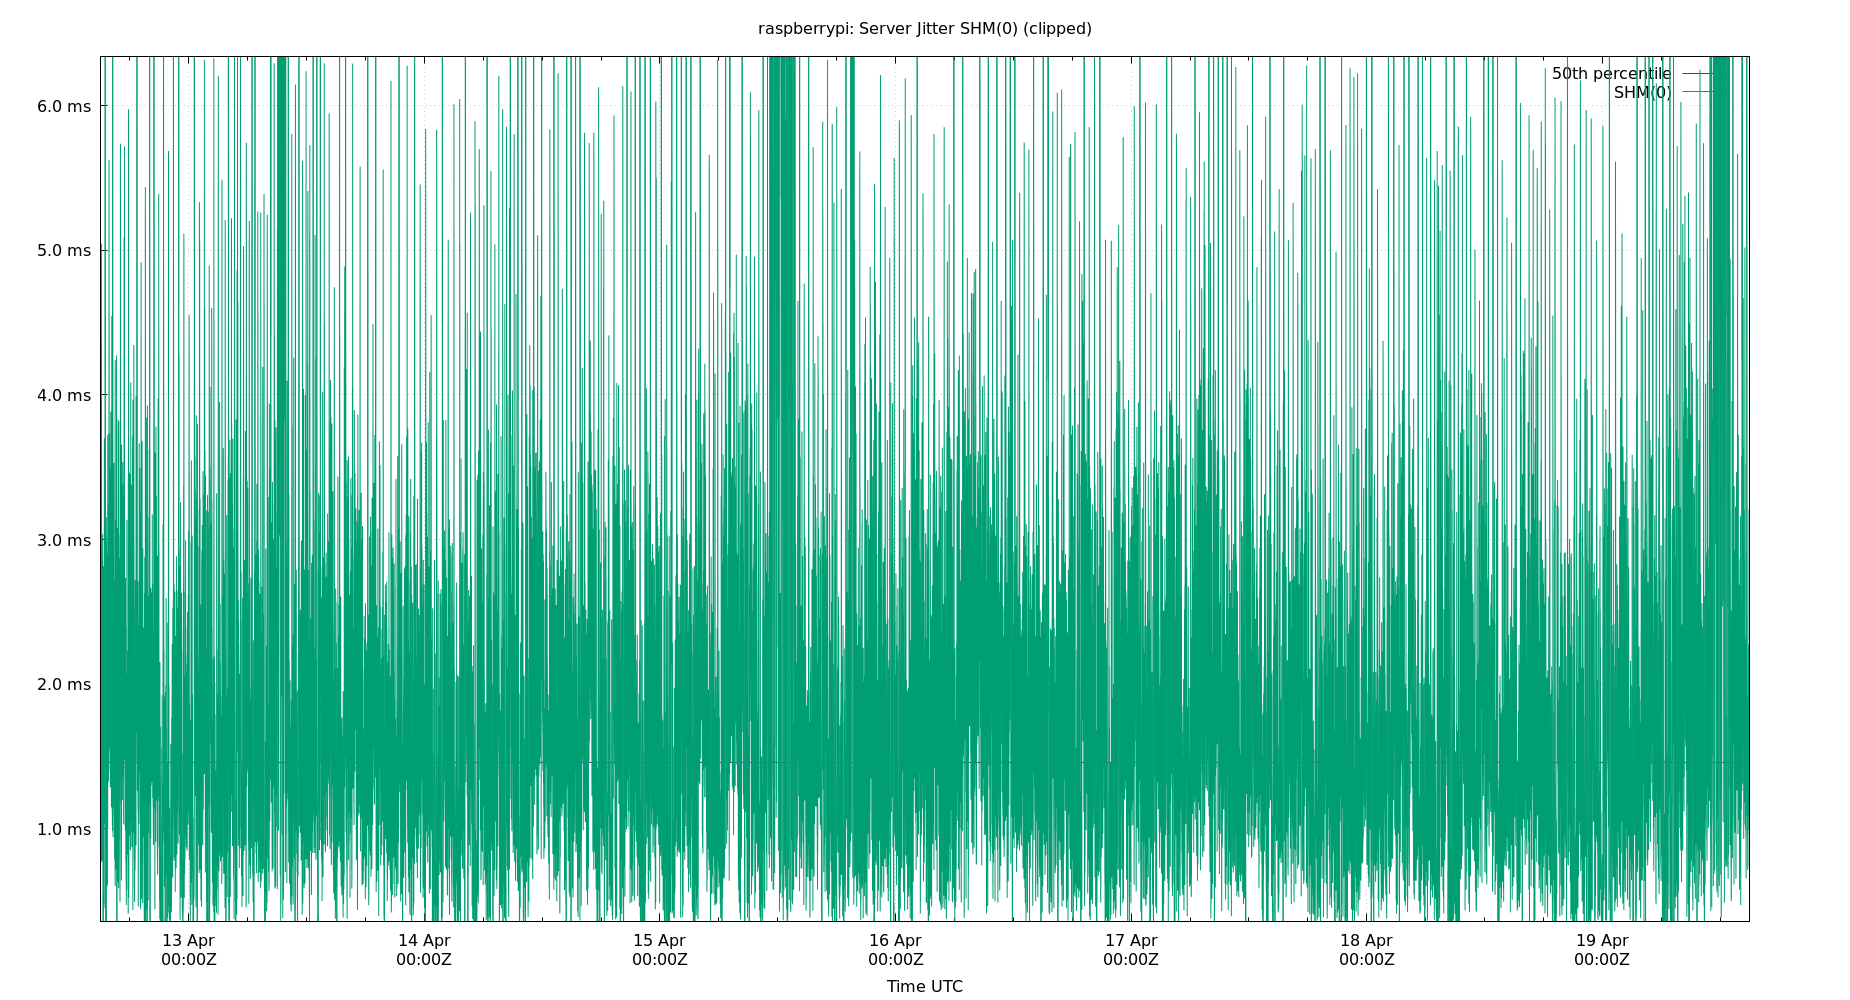 raspberrypi: Server Jitter SHM(0) (clipped)
50th percentile
SHM(0)
6.0 ms
5.0 ms
4.0 ms
3.0 ms
2.0 ms
1.0 ms
13 Apr 14 Apr 15 Apr 16 Apr 17 Apr 18 Apr 19 Apr
00:00Z 00:00Z 00:00Z 00:00Z 00:00Z 00:00Z 00:00Z
Time UTC